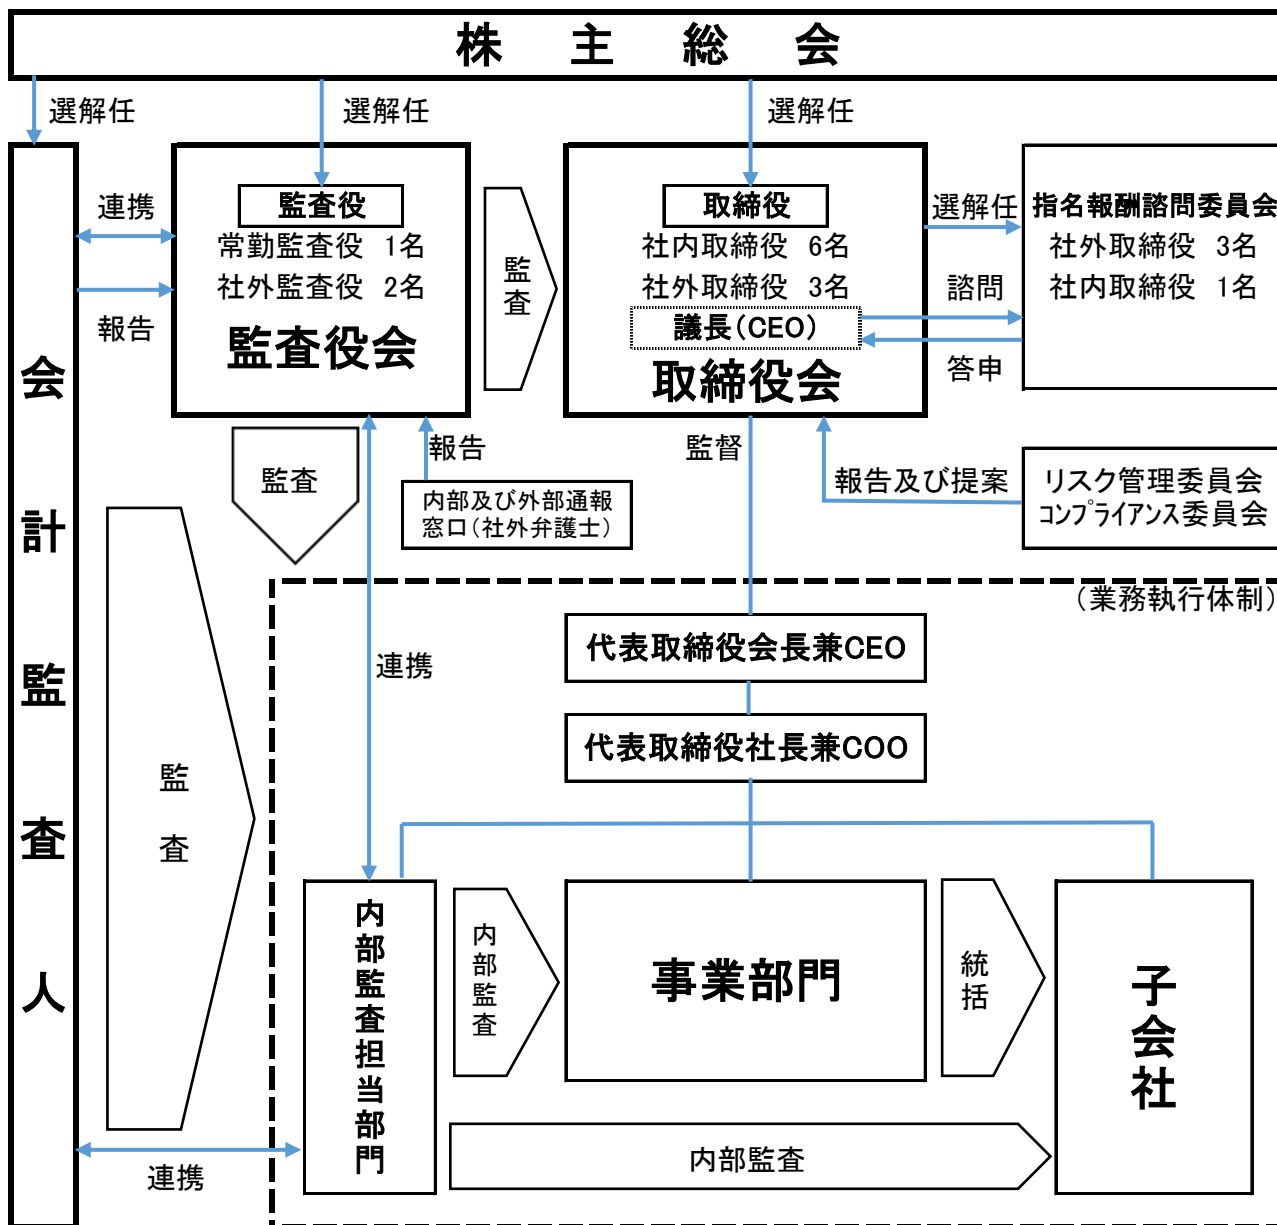 株主総会
選解任
選解任
選解任
会計監査人
連携
報告
監査役
常勤監査役 1名
社外監査役 2名
監査役会
監査
取締役
社内取締役 6名
社外取締役 3名
議長(CEO)
取締役会
選解任
諮問
答申
指名報酬諮問委員会
社外取締役 3名
社内取締役 1名
監査
報告
内部及び外部通報
窓口(社外弁護士)
監督
報告及び提案
リスク管理委員会
コンプライアンス委員会
(業務執行体制)
代表取締役会長兼CEO
連携
代表取締役社長兼COO
監査
内部監査担当部門
内部監査
事業部門
統括
子会社
内部監査
連携